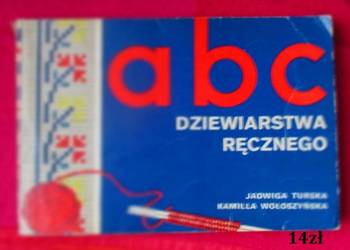 abc
DZIEWIARSTWA
RĘCZNEGO
JADWIGA TURSKA
KAMILLA WOŁOSZYŃSKA
14zł